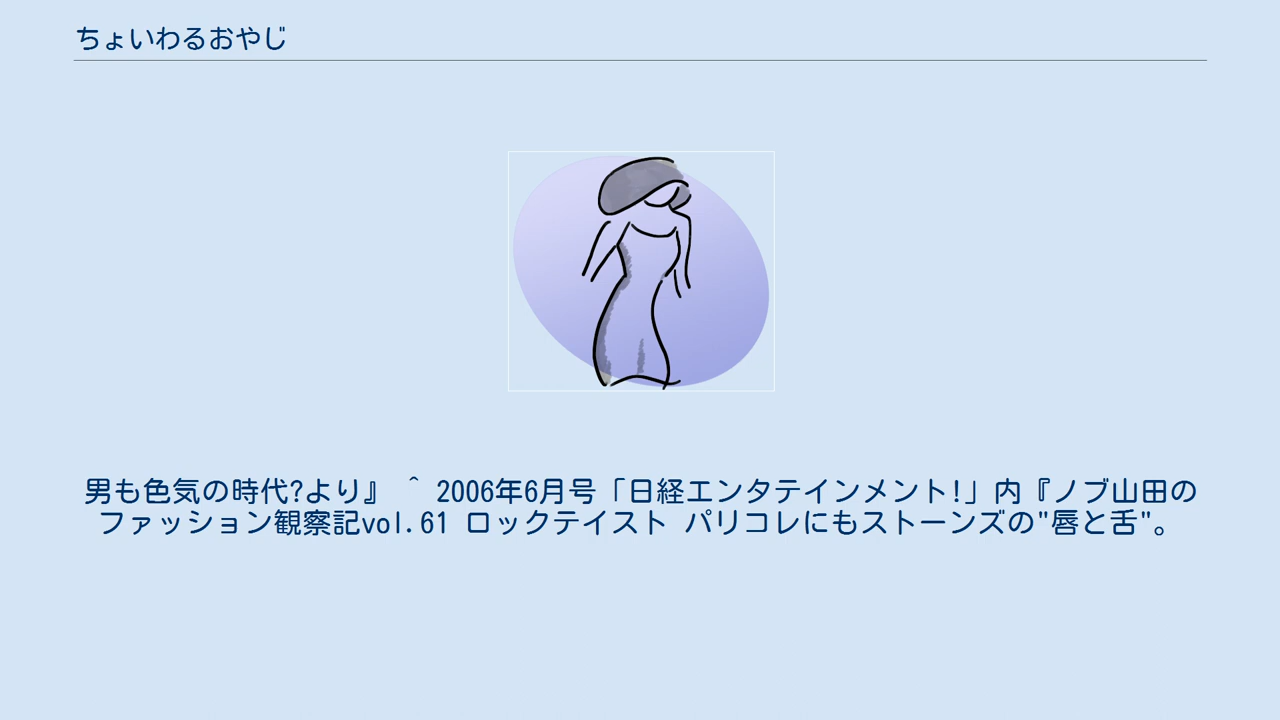 ちょいわるおやじ
男も色気の時代?より』 ^ 2006年6月号「日経エンタテインメント!」内『ノブ山田の
ファッション観察記vol.61 ロックテイスト パリコレにもストーンズの"唇と舌"。